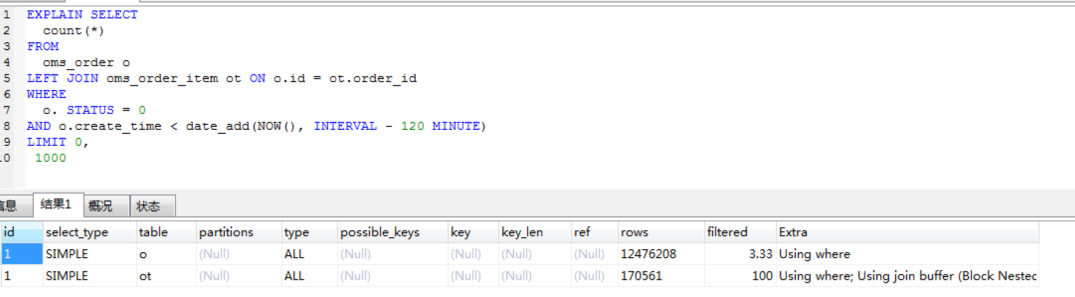 1 EXPLAIN SELECT
2 count(*)
3 FROM
4 oms_order o
5 LEFT JOIN oms_order_item ot ON o.id = ot.order_id
6 WHERE
7 o. STATUS = 0
8 AND o.create_time < date_add(NOW(), INTERVAL - 120 MINUTE)
9 LIMIT 0,
.0 1000
息 结果1 概况 状态
id select_type table partitions type possible_keys key key_len ref rows filtered Extra
1 SIMPLE o (Null) ALL (Null) (Null) (Null) (Null) 12476208 3.33 Using where
1 SIMPLE ot (Null) ALL (Null) (Null) (Null) (Null) 170561 100 Using where; Using join buffer (Block Nestec